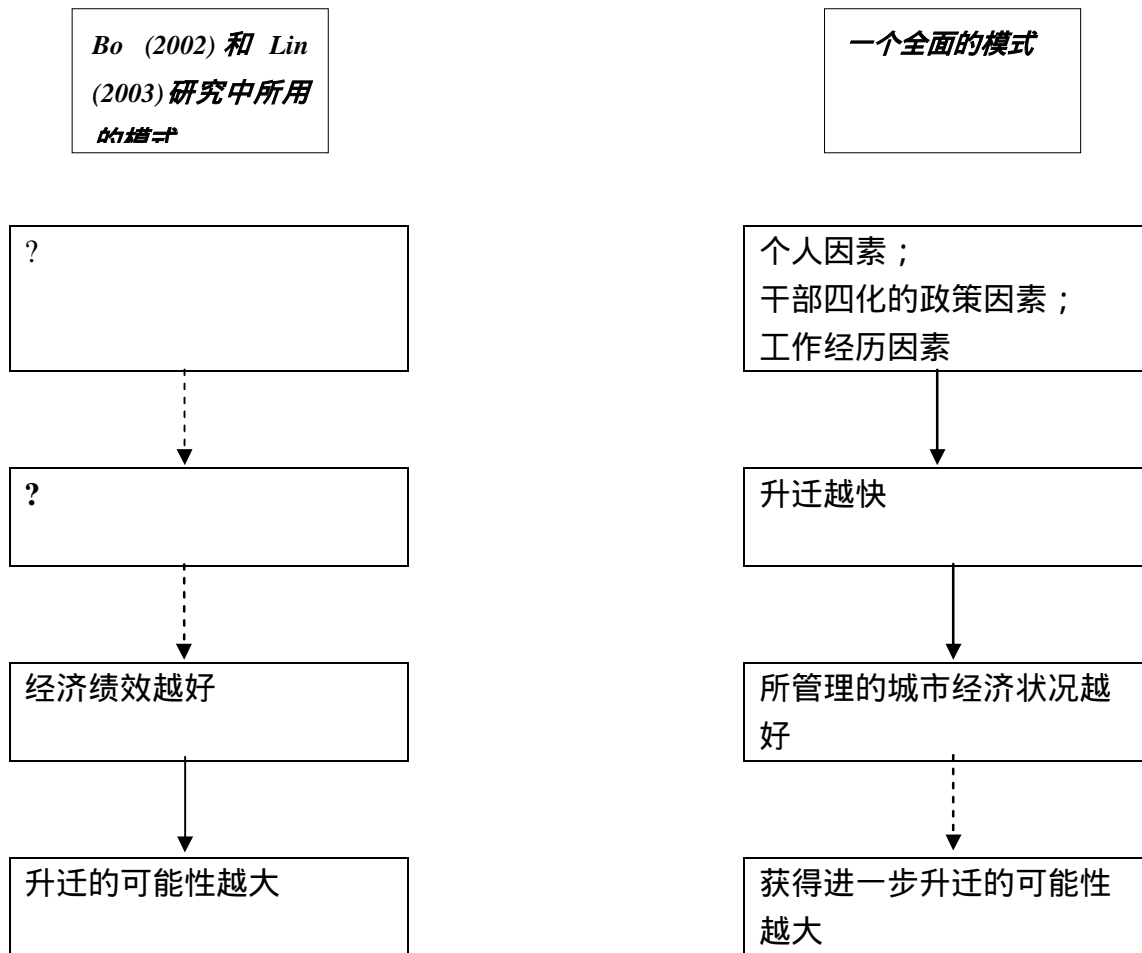 Bo (2002) 和 Lin
(2003) 研究中所用
的模式
一个全面的模式
?
个人因素；
干部四化的政策因素；
工作经历因素
?
升迁越快
经济绩效越好
所管理的城市经济状况越
好
升迁的可能性越大
获得进一步升迁的可能性
越大